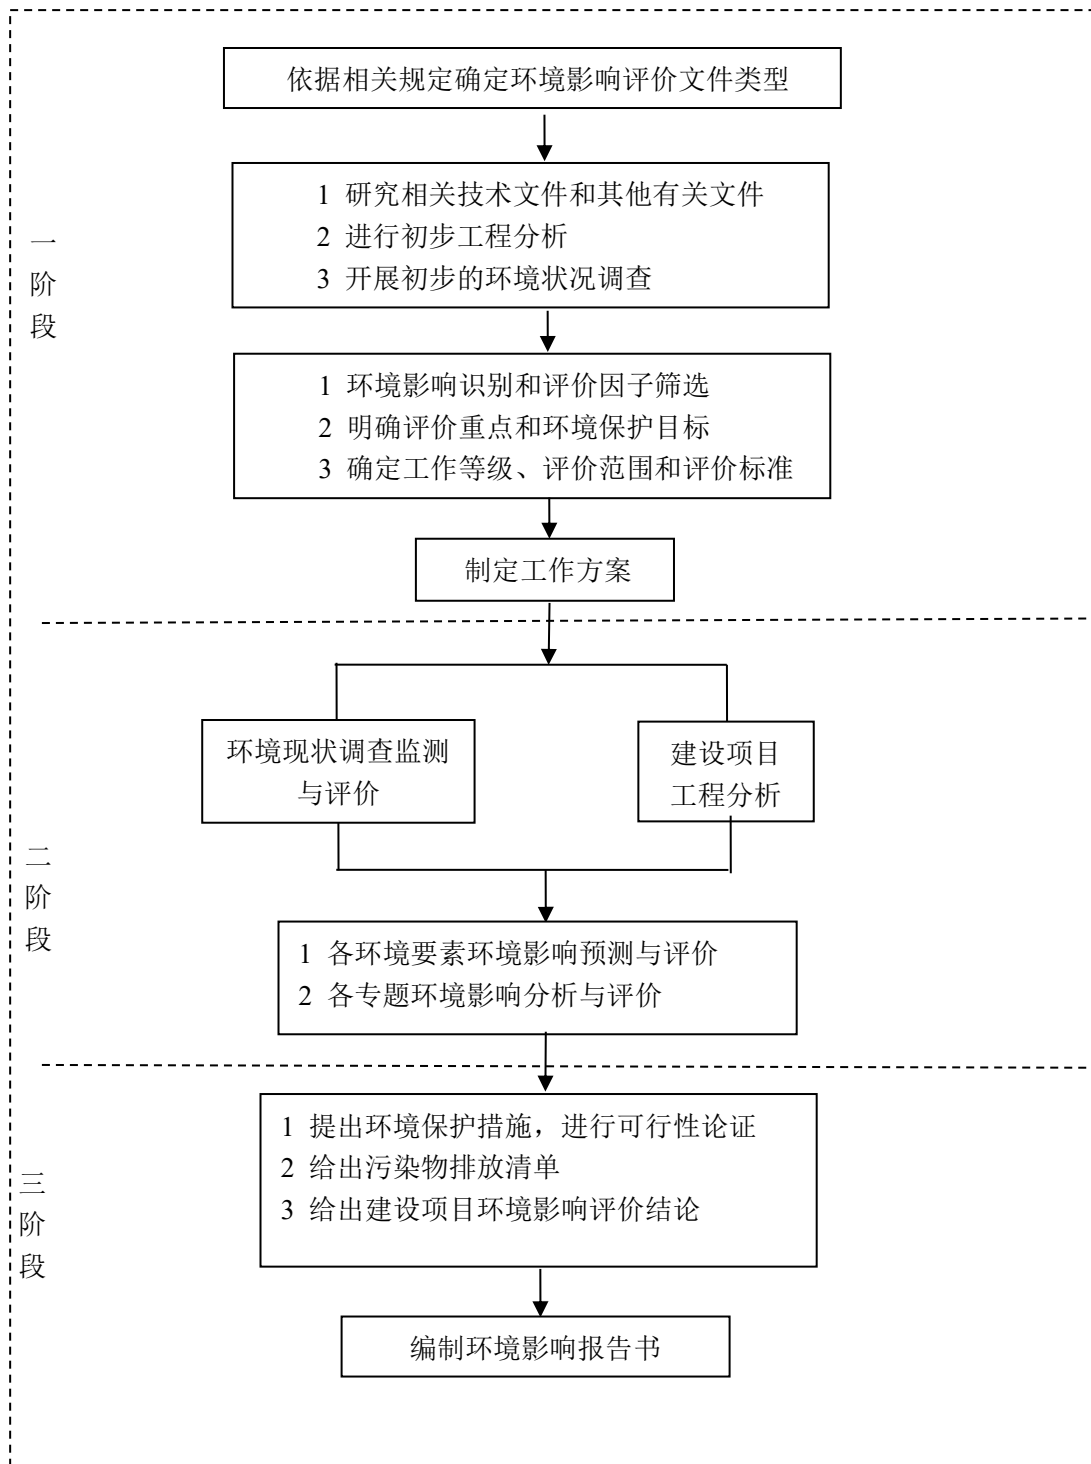 依据相关规定确定环境影响评价文件类型
1 研究相关技术文件和其他有关文件
2 进行初步工程分析
3 开展初步的环境状况调查
一
阶
段
1 环境影响识别和评价因子筛选
2 明确评价重点和环境保护目标
3 确定工作等级、评价范围和评价标准
制定工作方案
环境现状调查监测
与评价
建设项目
工程分析
二
阶
段
1 各环境要素环境影响预测与评价
2 各专题环境影响分析与评价
1 提出环境保护措施，进行可行性论证
2 给出污染物排放清单
3 给出建设项目环境影响评价结论
三
阶
段
编制环境影响报告书